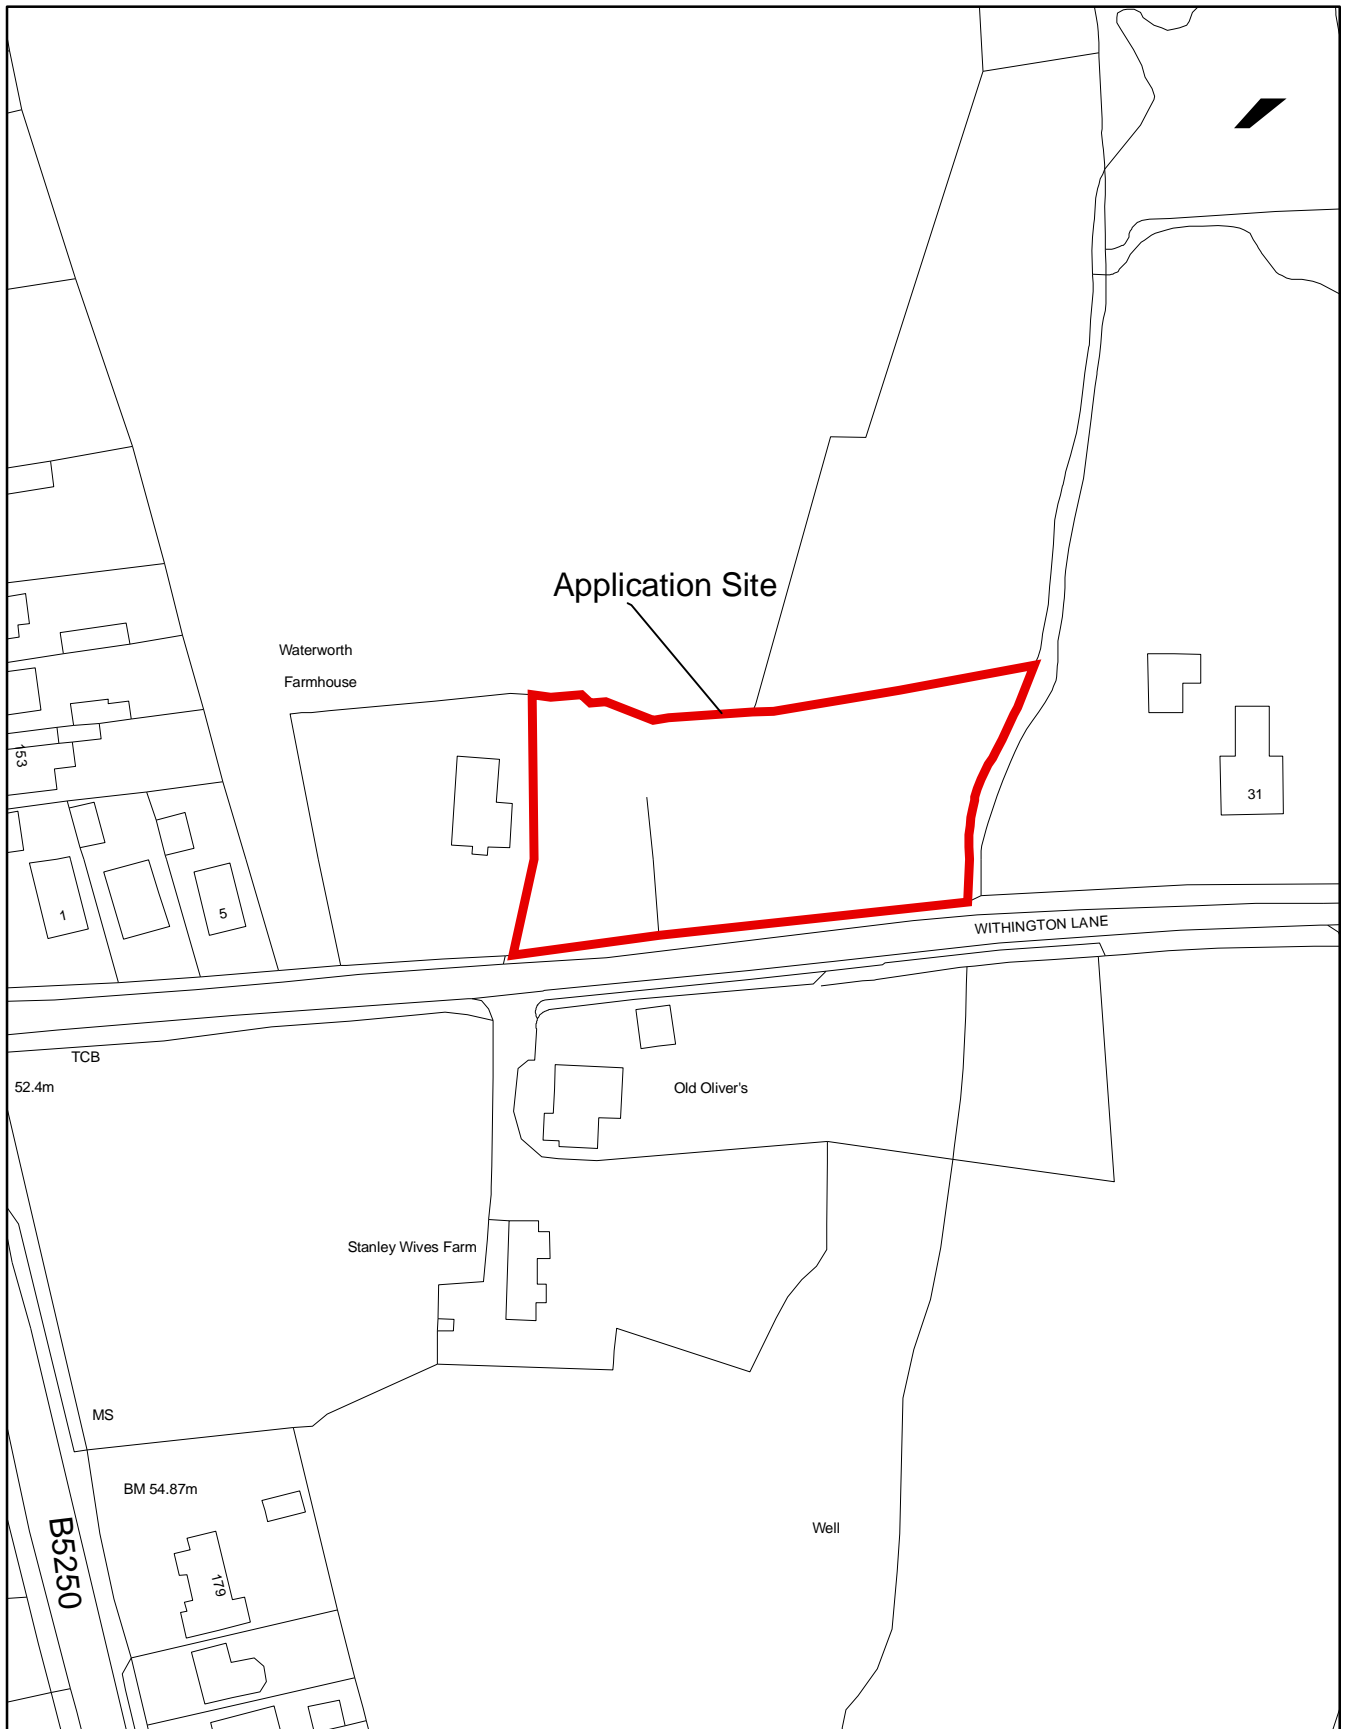 Application Site
Waterworth
Farmhouse
153
31
1
5
WITHINGTON LANE
TCB
52.4m
Old Oliver's
Stanley Wives Farm
MS
BM 54.87m
Well
B5250
179